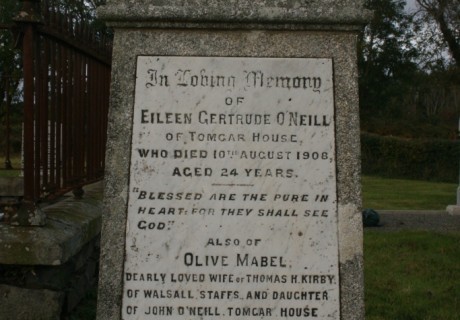 In Loving Memory
OF
EILEEN GERTRUDE O'NEILL
OF TOMGAR HOUSE,
WHO DIED 10TH AUGUST 1908,
AGED 24 YEARS.
"BLESSED ARE THE PURE IN
HEART: FOR THEY SHALL SEE
GOD."
ALSO OF
OLIVE MABEL,
DEARLY LOVED WIFE OF THOMAS H. KIRBY,
OF WALSALL, STAFFS, AND DAUGHTER
OF JOHN O'NEILL, TOMGAR HOUSE